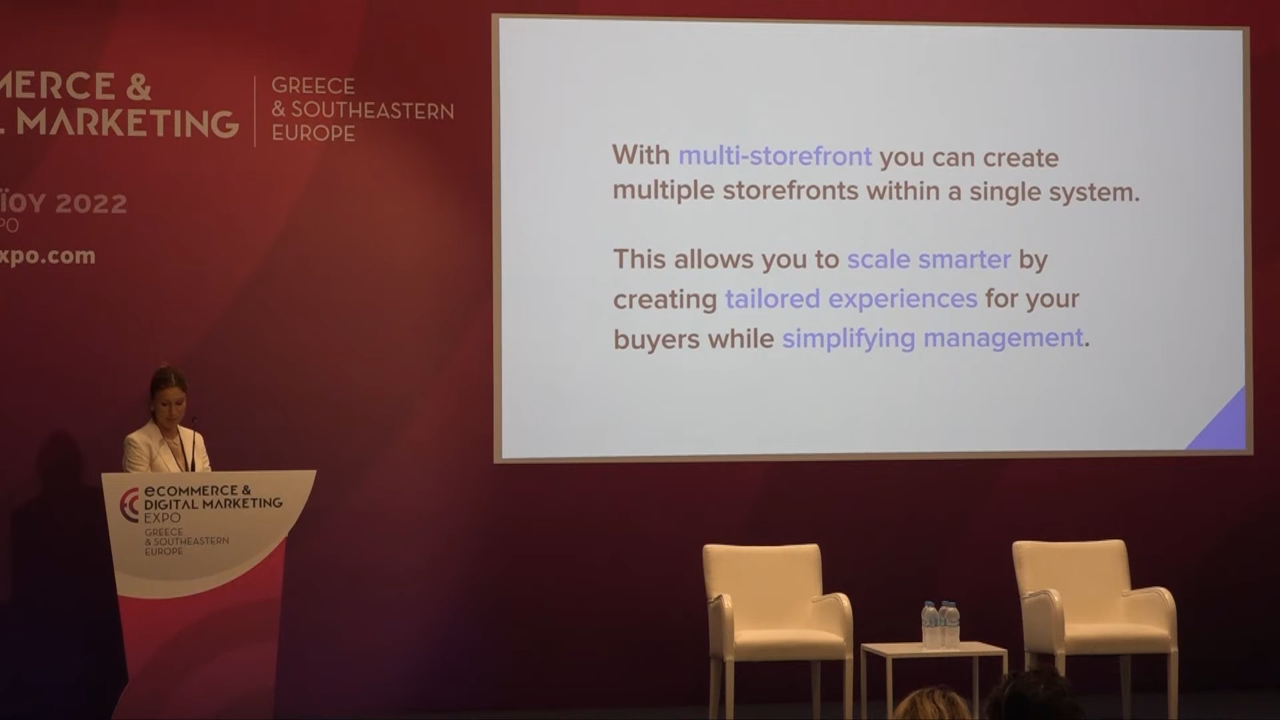 MERCE &
L MARKETING
GREECE
& SOUTHEASTERN
EUROPE
ΪΟΥ 2022
PO
xpo.com
With multi-storefront you can create
multiple storefronts within a single system.
This allows you to scale smarter by
creating tailored experiences for your
buyers while simplifying management.
eCOMMERCE &
DIGITAL MARKETING
EXPO
GREECE
& SOUTHEASTERN
EUROPE